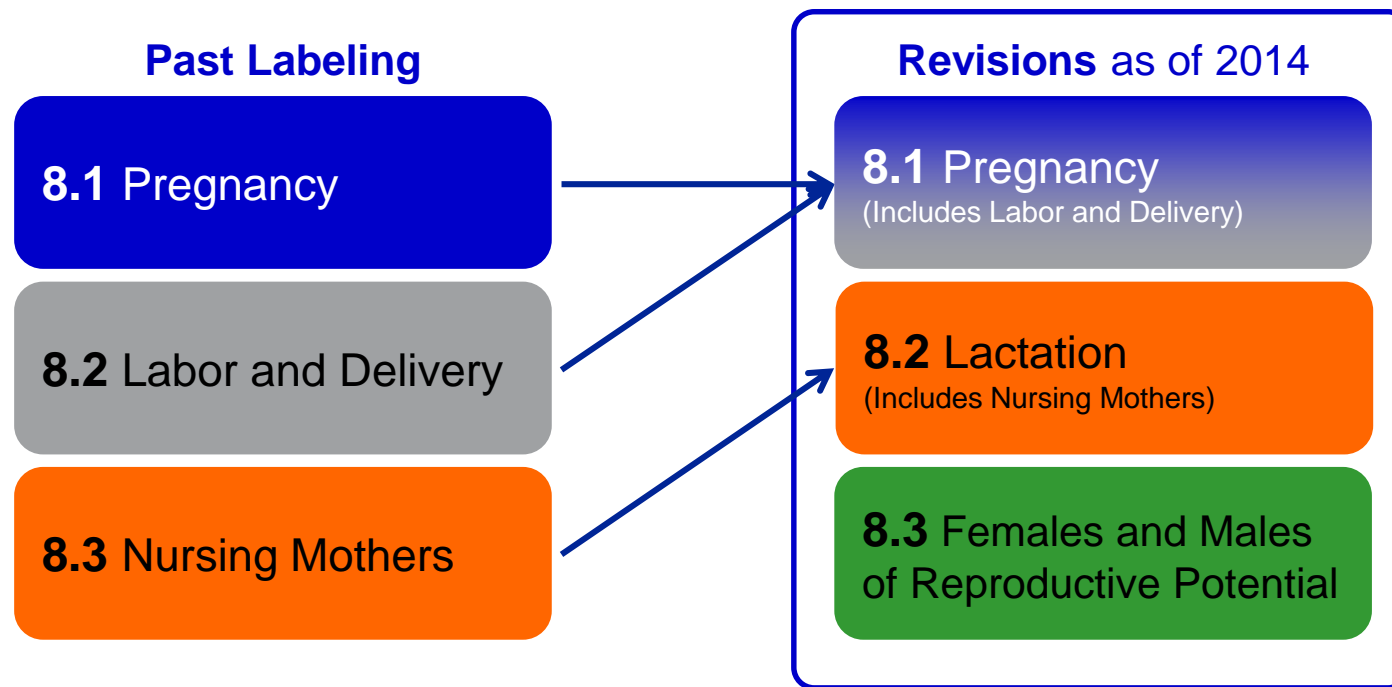 Past Labeling
8.1 Pregnancy
8.2 Labor and Delivery
8.3 Nursing Mothers
Revisions as of 2014
8.1 Pregnancy
(Includes Labor and Delivery)
8.2 Lactation
(Includes Nursing Mothers)
8.3 Females and Males
of Reproductive Potential